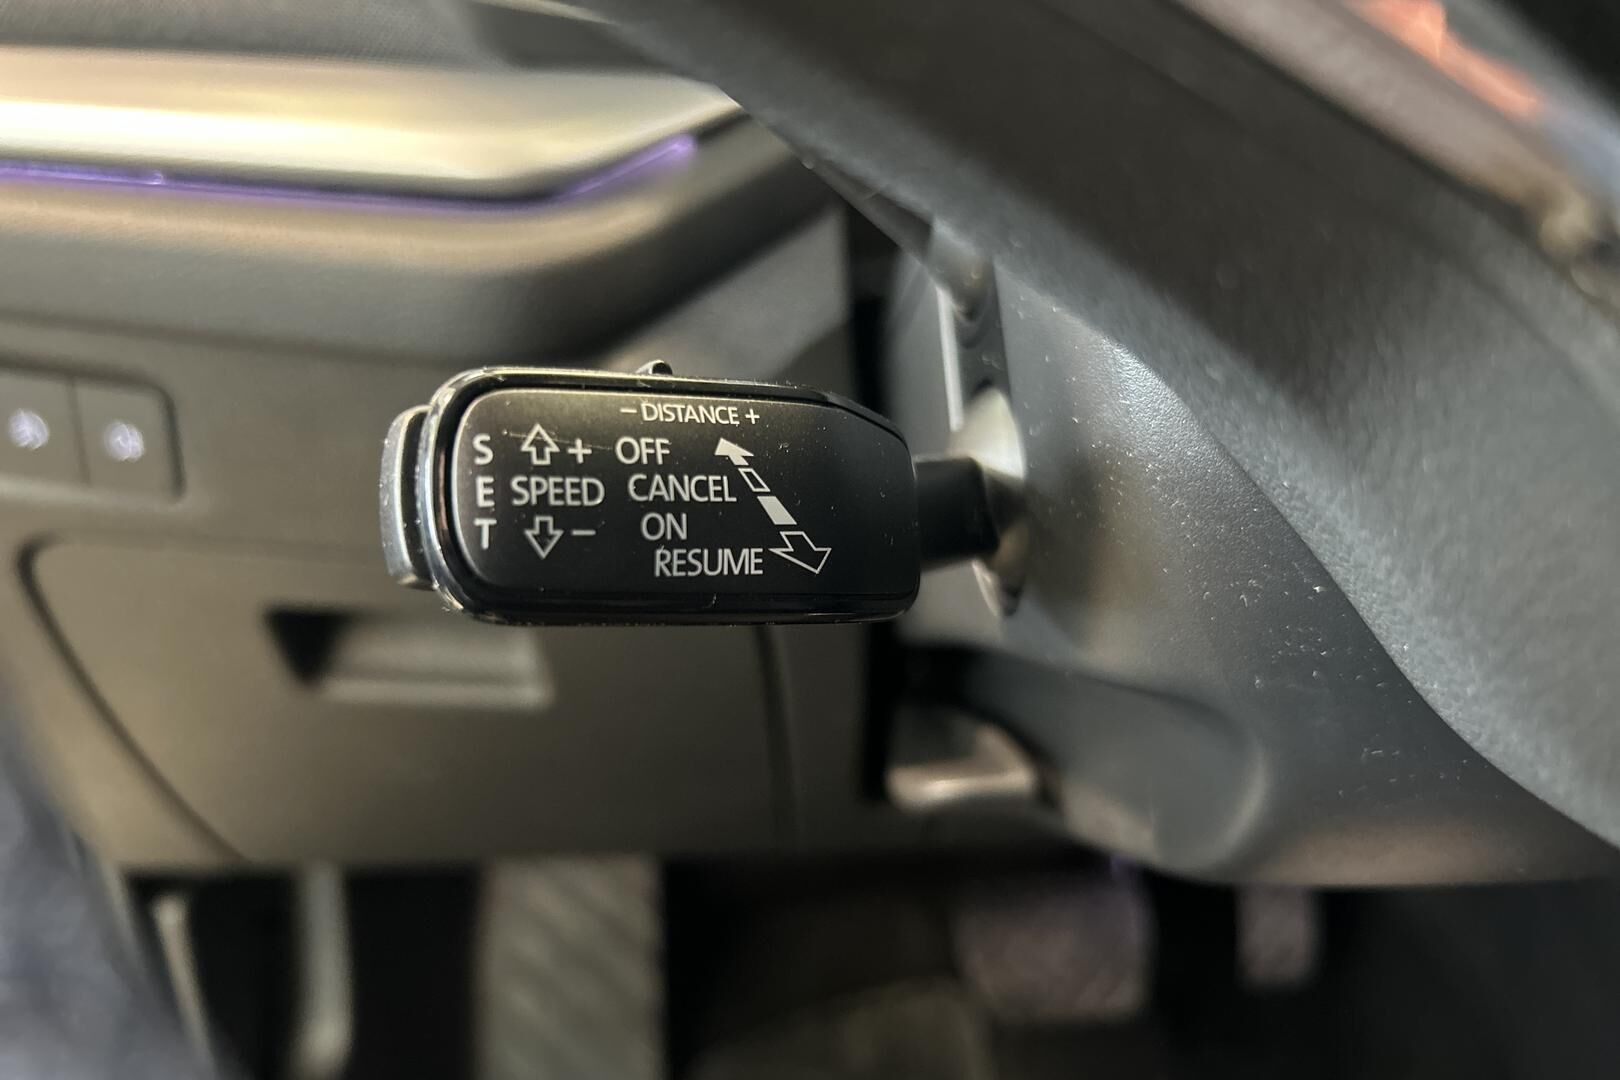 − DISTANCE +
S + OFF
E SPEED CANCEL
T − ON
RESUME